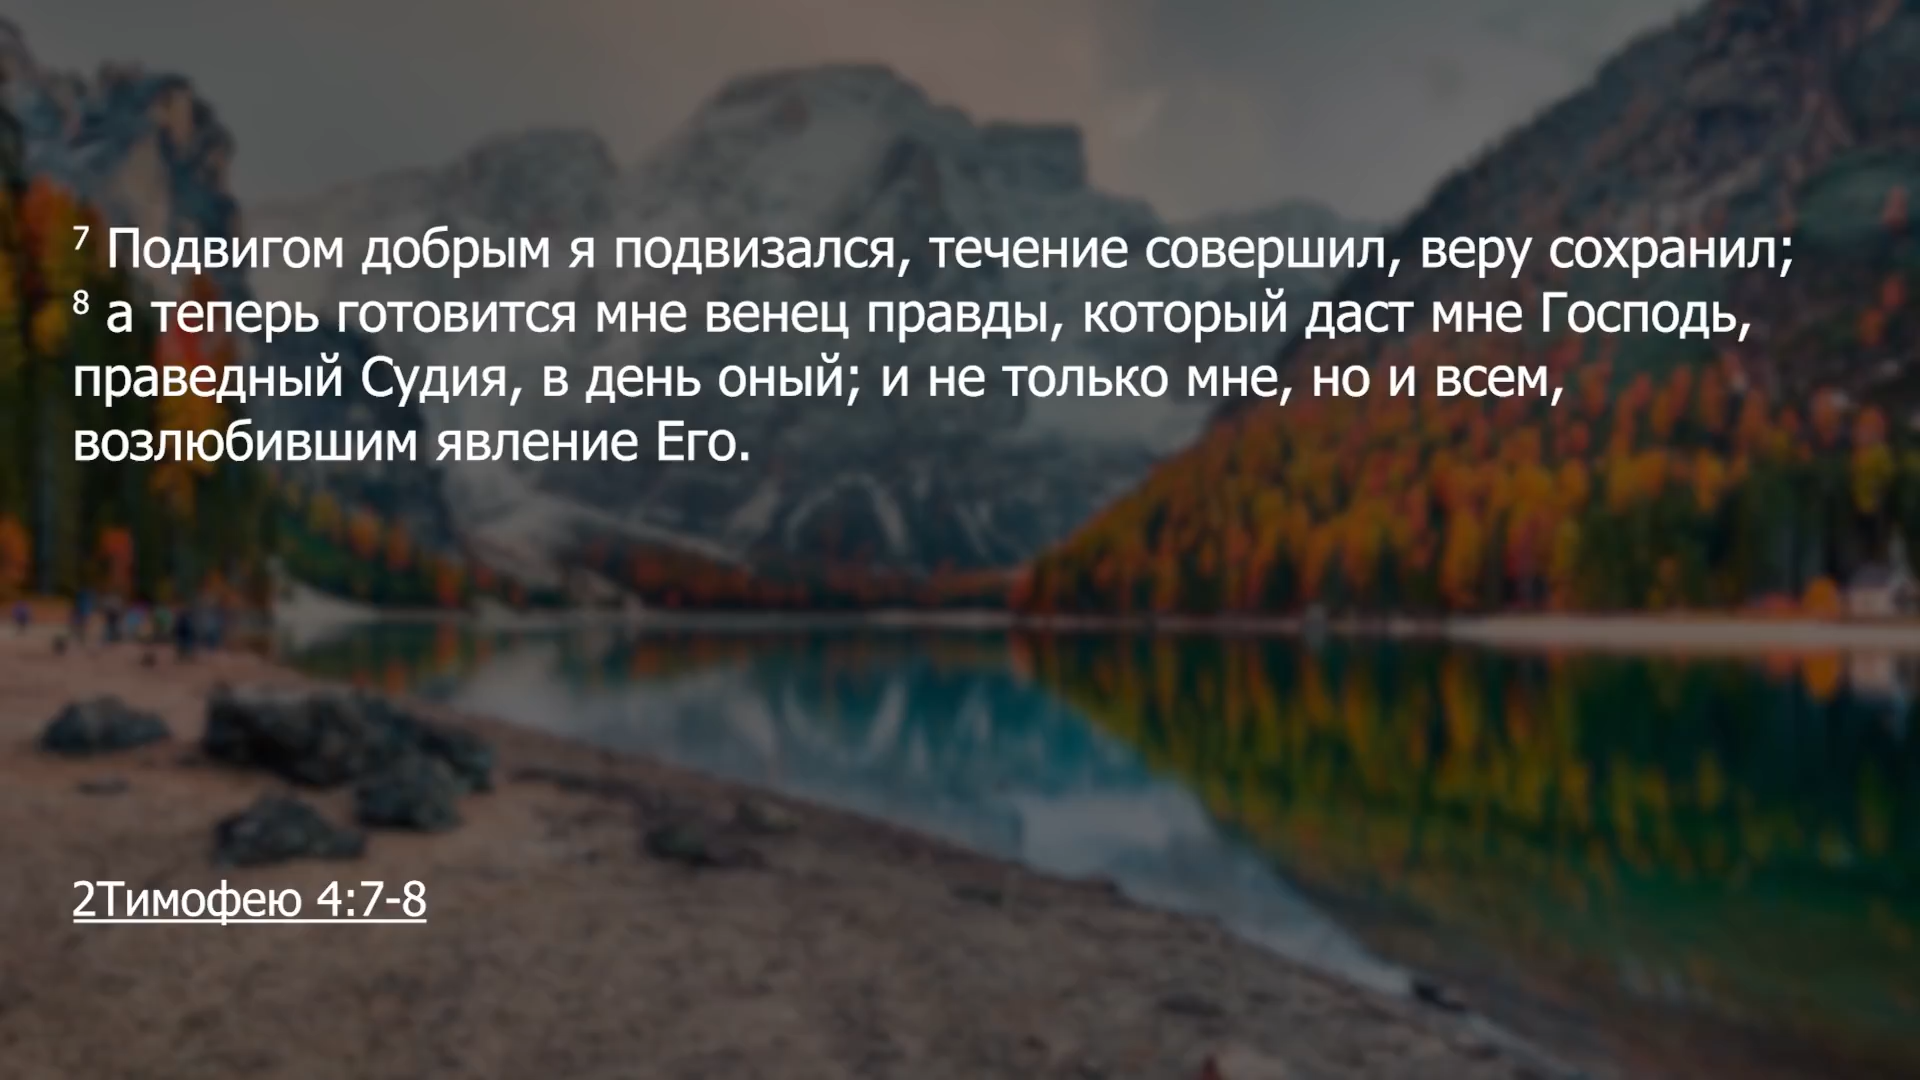 7 Подвигом добрым я подвизался, течение совершил, веру сохранил;
8 а теперь готовится мне венец правды, который даст мне Господь,
праведный Судия, в день оный; и не только мне, но и всем,
возлюбившим явление Его.
2Тимофею 4:7-8